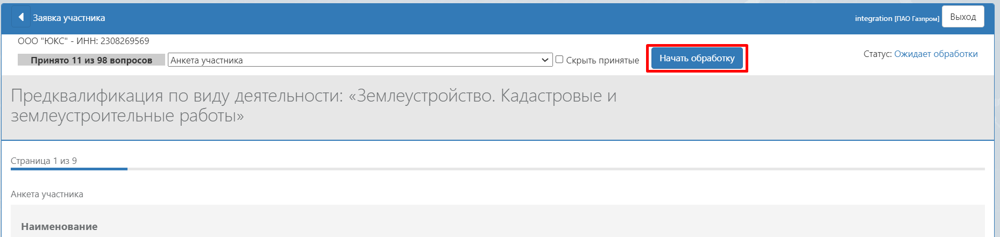 Заявка участника
integration [ПАО Газпром] Выход
ООО "ЮКС" - ИНН: 2308269569
Принято 11 из 98 вопросов Анкета участника Скрыть принятые Начать обработку Статус: Ожидает обработки
Предквалификация по виду деятельности: «Землеустройство. Кадастровые и
землеустроительные работы»
Страница 1 из 9
Анкета участника
Наименование